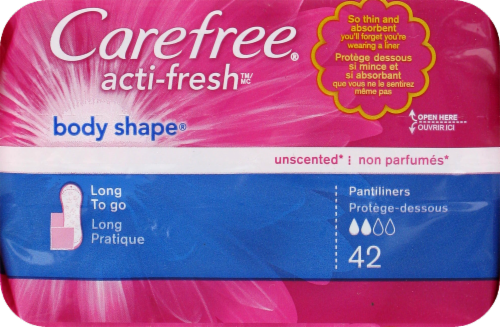 Carefree®
acti-fresh™/MC
body shape®
So thin and
absorbent
you'll forget you're
wearing a liner
Protège dessous
si mince et
si absorbant
que vous ne le sentirez
même pas
OPEN HERE
OUVRIR ICI
unscented* | non parfumés*
Long
To go
Long
Pratique
Pantiliners
Protège-dessous
42